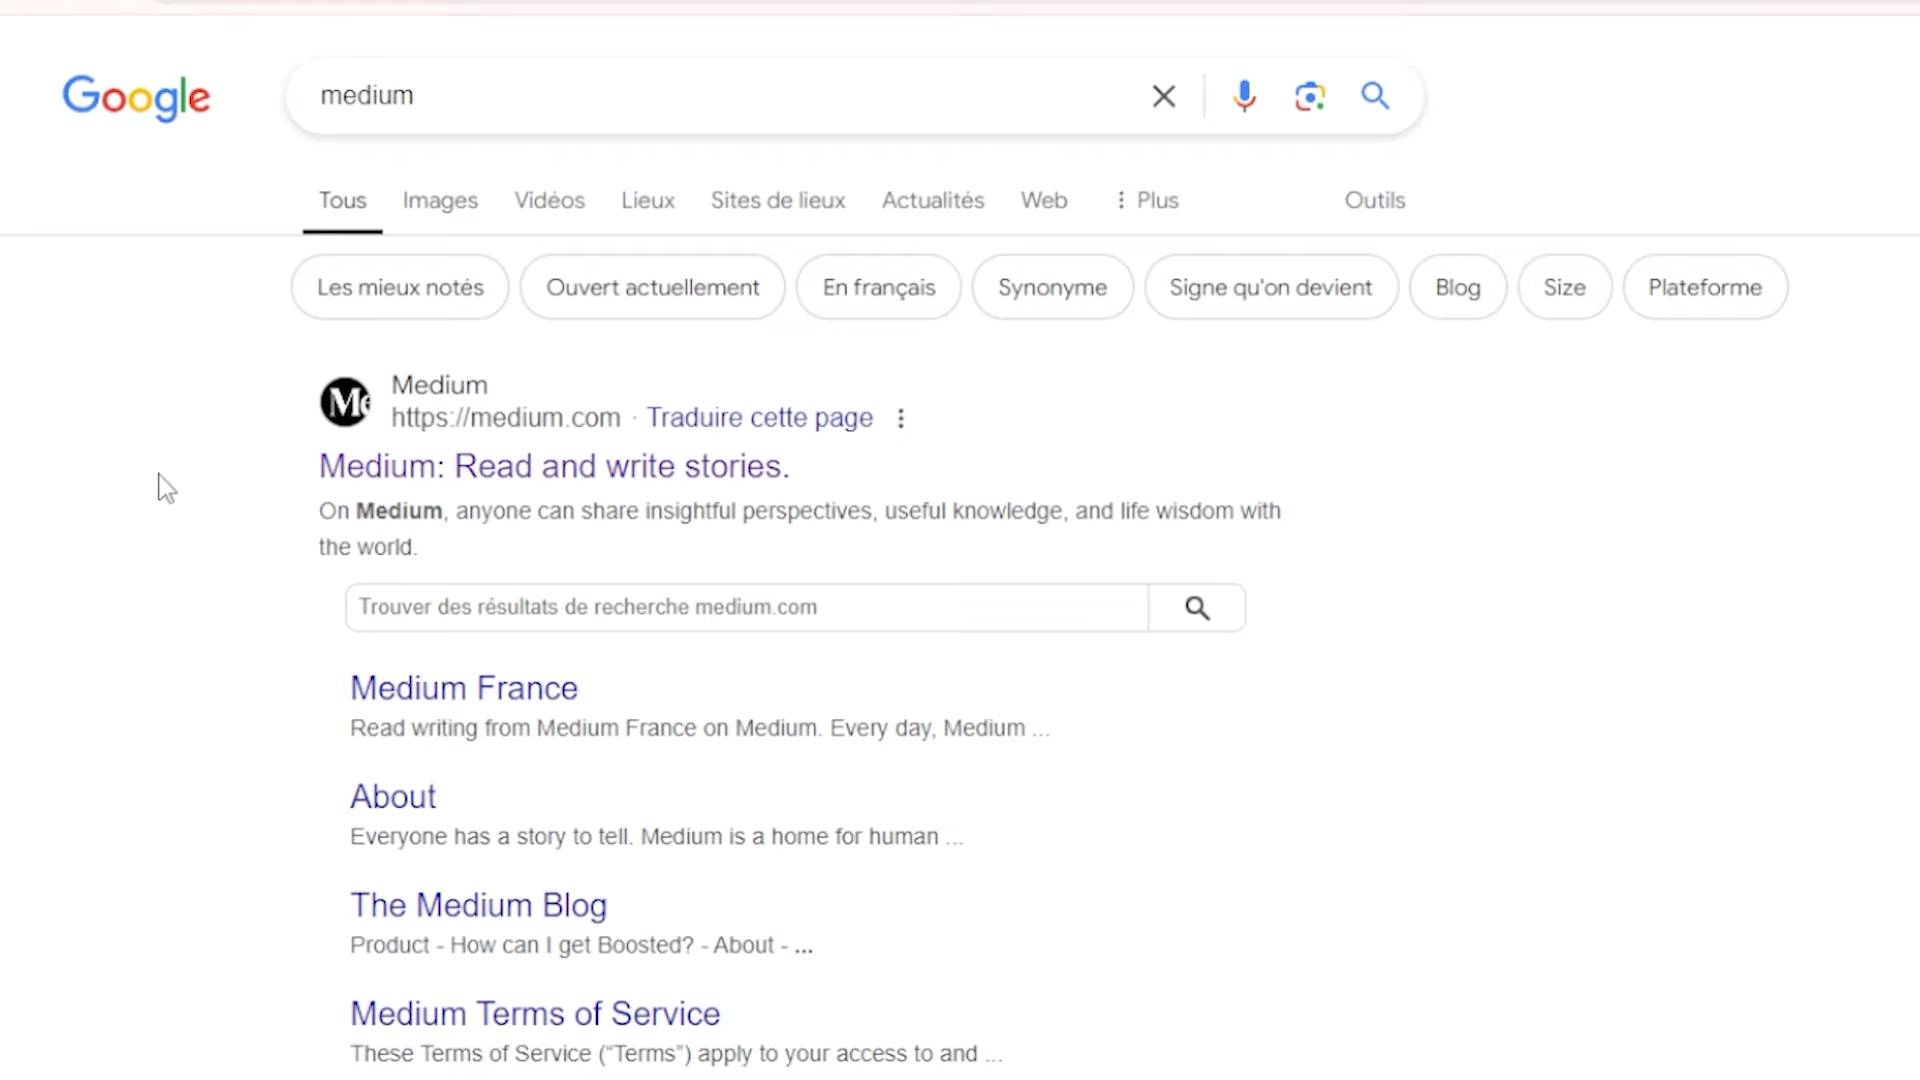 Google
medium
Tous Images Vidéos Lieux Sites de lieux Actualités Web Plus Outils
Les mieux notés Ouvert actuellement En français Synonyme Signe qu'on devient Blog Size Plateforme
Me
Medium
https://medium.com · Traduire cette page
Medium: Read and write stories.
On Medium, anyone can share insightful perspectives, useful knowledge, and life wisdom with
the world.
Trouver des résultats de recherche medium.com
Medium France
Read writing from Medium France on Medium. Every day, Medium ...
About
Everyone has a story to tell. Medium is a home for human ...
The Medium Blog
Product - How can I get Boosted? - About - ...
Medium Terms of Service
These Terms of Service (“Terms”) apply to your access to and ...